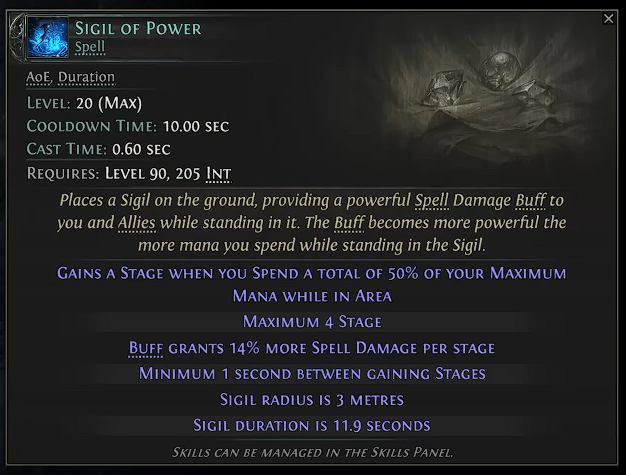 Sigil of Power
Spell
AoE, Duration
Level: 20 (Max)
Cooldown Time: 10.00 sec
Cast Time: 0.60 sec
Requires: Level 90, 205 Int
Places a Sigil on the ground, providing a powerful Spell Damage Buff to
you and Allies while standing in it. The Buff becomes more powerful the
more mana you spend while standing in the Sigil.
Gains a Stage when you Spend a total of 50% of your Maximum
Mana while in Area
Maximum 4 Stage
Buff grants 14% more Spell Damage per stage
Minimum 1 second between gaining Stages
Sigil radius is 3 metres
Sigil duration is 11.9 seconds
Skills can be managed in the Skills Panel.